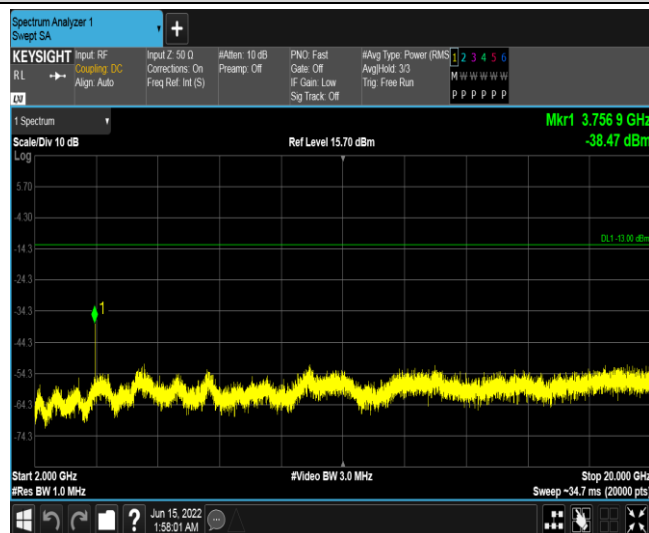 Spectrum Analyzer 1
Swept SA
+
KEYSIGHT Input: RF
RL Coupling: DC
Align: Auto
Input Z: 50 Ω
Corrections: On
Freq Ref: Int (S)
#Atten: 10 dB
Preamp: Off
PNO: Fast
Gate: Off
IF Gain: Low
Sig Track: Off
#Avg Type: Power (RMS
Avg|Hold: 3/3
Trig: Free Run
1 2 3 4 5 6
M W W W W W
P P P P P P
LXI
1 Spectrum
Mkr1 3.756 9 GHz
Scale/Div 10 dB
Ref Level 15.70 dBm
-38.47 dBm
Log
5.70
-4.30
DL1 -13.00 dBm
-14.3
-24.3
-34.3
1
-44.3
-54.3
-64.3
-74.3
Start 2.000 GHz
#Video BW 3.0 MHz
Stop 20.000 GHz
#Res BW 1.0 MHz
Sweep ~34.7 ms (20000 pts)
?
Jun 15, 2022
1:58:01 AM